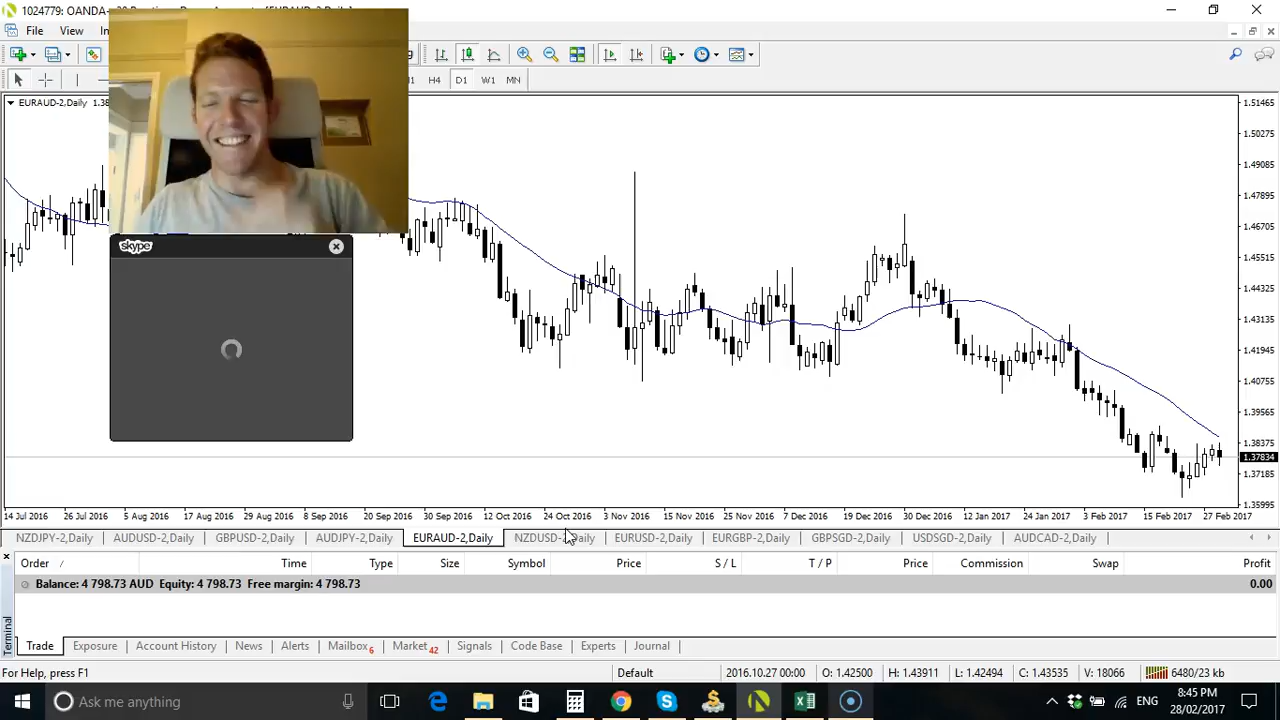 1024779: OANDA-
[EURAUD-2,Daily]
File
View
H4
D1
W1
MN
EURAUD-2,Daily
skype
1.51465
1.50275
1.49085
1.47895
1.46705
1.45515
1.44325
1.43135
1.41945
1.40755
1.39565
1.38375
1.37834
1.37185
1.35995
14 Jul 2016
26 Jul 2016
5 Aug 2016
17 Aug 2016
29 Aug 2016
8 Sep 2016
20 Sep 2016
30 Sep 2016
12 Oct 2016
24 Oct 2016
3 Nov 2016
15 Nov 2016
25 Nov 2016
7 Dec 2016
19 Dec 2016
30 Dec 2016
12 Jan 2017
24 Jan 2017
3 Feb 2017
15 Feb 2017
27 Feb 2017
NZDJPY-2,Daily
AUDUSD-2,Daily
GBPUSD-2,Daily
AUDJPY-2,Daily
EURAUD-2,Daily
NZDUSD-2,Daily
EURUSD-2,Daily
EURGBP-2,Daily
GBPSGD-2,Daily
USDSGD-2,Daily
AUDCAD-2,Daily
Order
Time
Type
Size
Symbol
Price
S / L
T / P
Price
Commission
Swap
Profit
Balance: 4 798.73 AUD Equity: 4 798.73 Free margin: 4 798.73
0.00
Terminal
Trade
Exposure
Account History
News
Alerts
Mailbox 6
Market 42
Signals
Code Base
Experts
Journal
For Help, press F1
Default
2016.10.27 00:00
O: 1.42500
H: 1.43911
L: 1.42494
C: 1.43535
V: 18066
6480/23 kb
Ask me anything
ENG
8:45 PM
28/02/2017